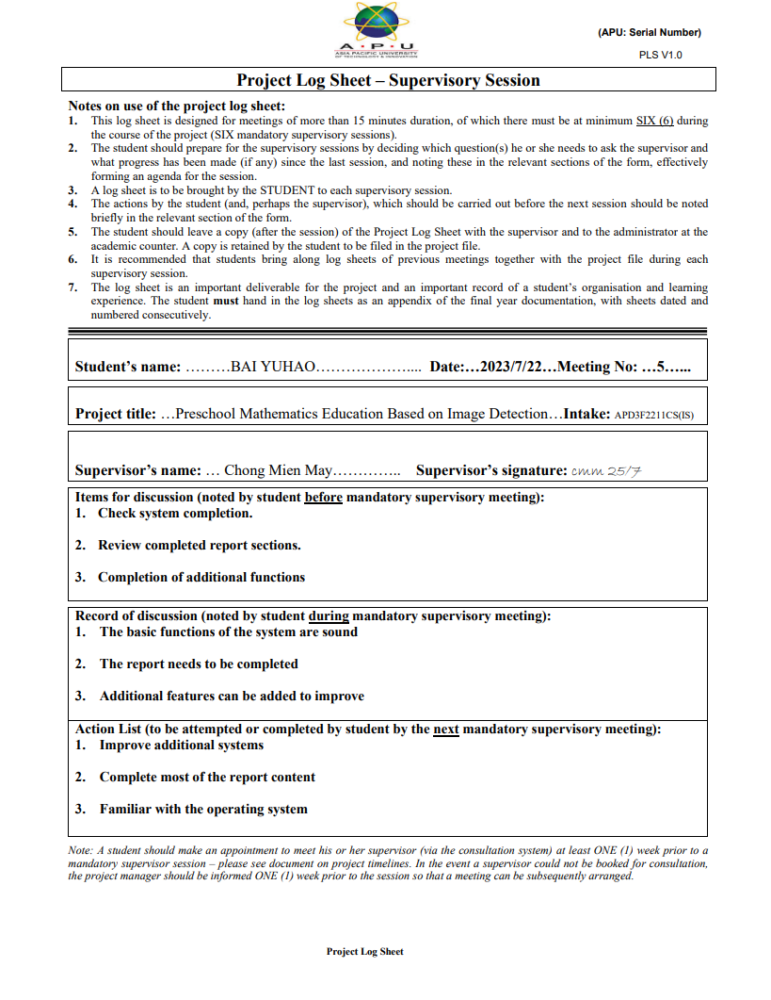 A • P • U
ASIA PACIFIC UNIVERSITY
OF TECHNOLOGY & INNOVATION
(APU: Serial Number)
PLS V1.0
Project Log Sheet – Supervisory Session
Notes on use of the project log sheet:
1. This log sheet is designed for meetings of more than 15 minutes duration, of which there must be at minimum SIX (6) during
the course of the project (SIX mandatory supervisory sessions).
2. The student should prepare for the supervisory sessions by deciding which question(s) he or she needs to ask the supervisor and
what progress has been made (if any) since the last session, and noting these in the relevant sections of the form, effectively
forming an agenda for the session.
3. A log sheet is to be brought by the STUDENT to each supervisory session.
4. The actions by the student (and, perhaps the supervisor), which should be carried out before the next session should be noted
briefly in the relevant section of the form.
5. The student should leave a copy (after the session) of the Project Log Sheet with the supervisor and to the administrator at the
academic counter. A copy is retained by the student to be filed in the project file.
6. It is recommended that students bring along log sheets of previous meetings together with the project file during each
supervisory session.
7. The log sheet is an important deliverable for the project and an important record of a student's organisation and learning
experience. The student must hand in the log sheets as an appendix of the final year documentation, with sheets dated and
numbered consecutively.
Student's name: ………BAI YUHAO……………….... Date:…2023/7/22…Meeting No: …5…...
Project title: …Preschool Mathematics Education Based on Image Detection…Intake: APD3F2211CS(IS)
Supervisor's name: … Chong Mien May………….. Supervisor's signature: cmm 25/7
Items for discussion (noted by student before mandatory supervisory meeting):
1. Check system completion.
2. Review completed report sections.
3. Completion of additional functions
Record of discussion (noted by student during mandatory supervisory meeting):
1. The basic functions of the system are sound
2. The report needs to be completed
3. Additional features can be added to improve
Action List (to be attempted or completed by student by the next mandatory supervisory meeting):
1. Improve additional systems
2. Complete most of the report content
3. Familiar with the operating system
Note: A student should make an appointment to meet his or her supervisor (via the consultation system) at least ONE (1) week prior to a
mandatory supervisor session – please see document on project timelines. In the event a supervisor could not be booked for consultation,
the project manager should be informed ONE (1) week prior to the session so that a meeting can be subsequently arranged.
Project Log Sheet